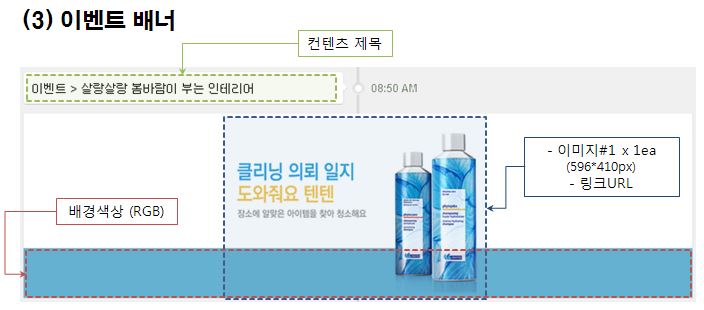 (3) 이벤트 배너
컨텐츠 제목
이벤트 > 살랑살랑 봄바람이 부는 인테리어
08:50 AM
클리닝 의뢰 일지
도와줘요 텐텐
장소에 알맞은 아이템을 찾아 청소해요
- 이미지#1 x 1ea
(596*410px)
- 링크URL
배경색상 (RGB)